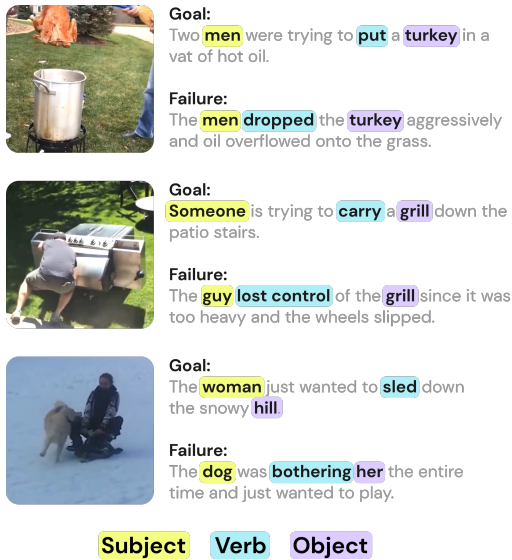 Goal:
Two men were trying to put a turkey in a
vat of hot oil.
Failure:
The men dropped the turkey aggressively
and oil overflowed onto the grass.
Goal:
Someone is trying to carry a grill down the
patio stairs.
Failure:
The guy lost control of the grill since it was
too heavy and the wheels slipped.
Goal:
The woman just wanted to sled down
the snowy hill.
Failure:
The dog was bothering her the entire
time and just wanted to play.
Subject Verb Object